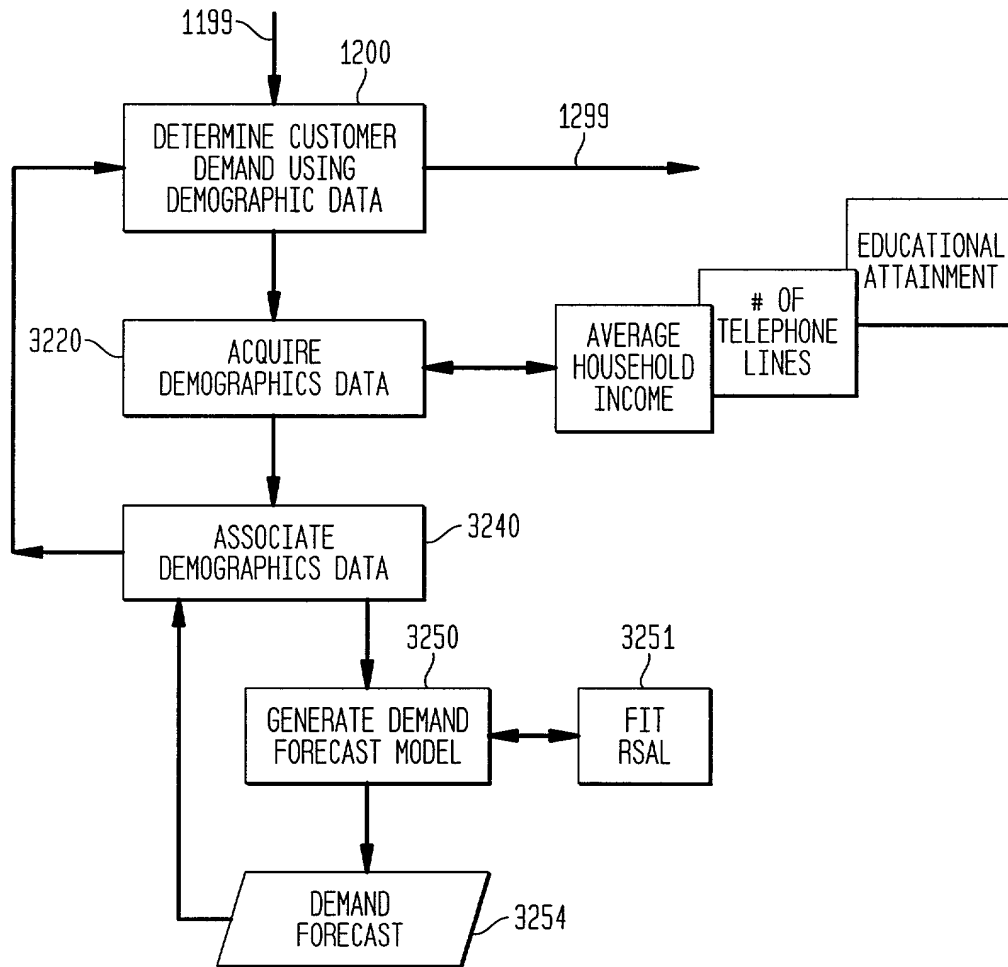 1199
1200
DETERMINE CUSTOMER
DEMAND USING
DEMOGRAPHIC DATA
1299
EDUCATIONAL
ATTAINMENT
# OF
TELEPHONE
LINES
AVERAGE
HOUSEHOLD
INCOME
3220
ACQUIRE
DEMOGRAPHICS DATA
3240
ASSOCIATE
DEMOGRAPHICS DATA
3250
GENERATE DEMAND
FORECAST MODEL
3251
FIT
RSAL
DEMAND
FORECAST
3254